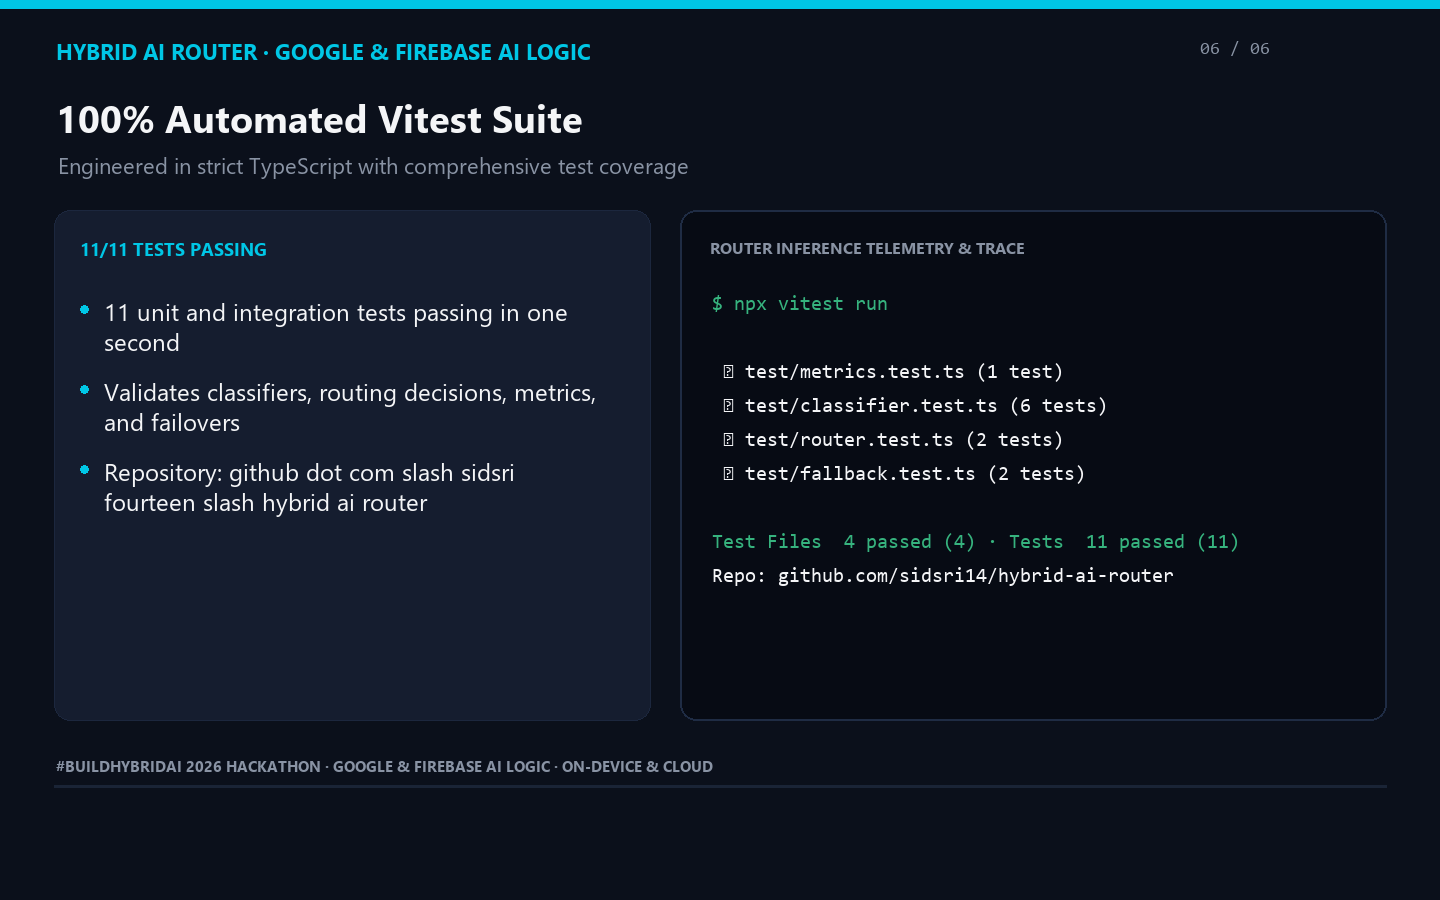 HYBRID AI ROUTER · GOOGLE & FIREBASE AI LOGIC
06 / 06
100% Automated Vitest Suite
Engineered in strict TypeScript with comprehensive test coverage
11/11 TESTS PASSING
11 unit and integration tests passing in one
second
Validates classifiers, routing decisions, metrics,
and failovers
Repository: github dot com slash sidsri
fourteen slash hybrid ai router
ROUTER INFERENCE TELEMETRY & TRACE
$ npx vitest run
test/metrics.test.ts (1 test)
test/classifier.test.ts (6 tests)
test/router.test.ts (2 tests)
test/fallback.test.ts (2 tests)
Test Files  4 passed (4) · Tests  11 passed (11)
Repo: github.com/sidsri14/hybrid-ai-router
#BUILDHYBRIDAI 2026 HACKATHON · GOOGLE & FIREBASE AI LOGIC · ON-DEVICE & CLOUD